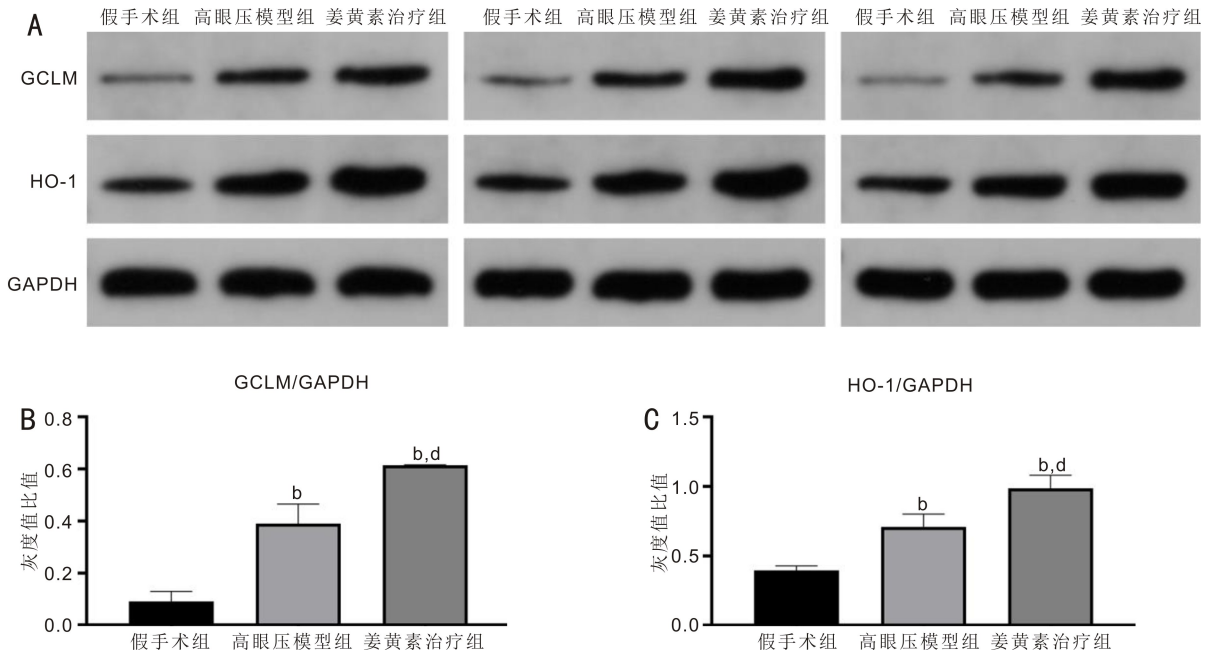 A
假手术组 高眼压模型组 姜黄素治疗组 假手术组 高眼压模型组 姜黄素治疗组 假手术组 高眼压模型组 姜黄素治疗组
GCLM
HO-1
GAPDH
B
GCLM/GAPDH
灰度值比值
0.8
0.6
0.4
0.2
0.0
b
b,d
假手术组 高眼压模型组 姜黄素治疗组
C
HO-1/GAPDH
灰度值比值
1.5
1.0
0.5
0.0
b
b,d
假手术组 高眼压模型组 姜黄素治疗组